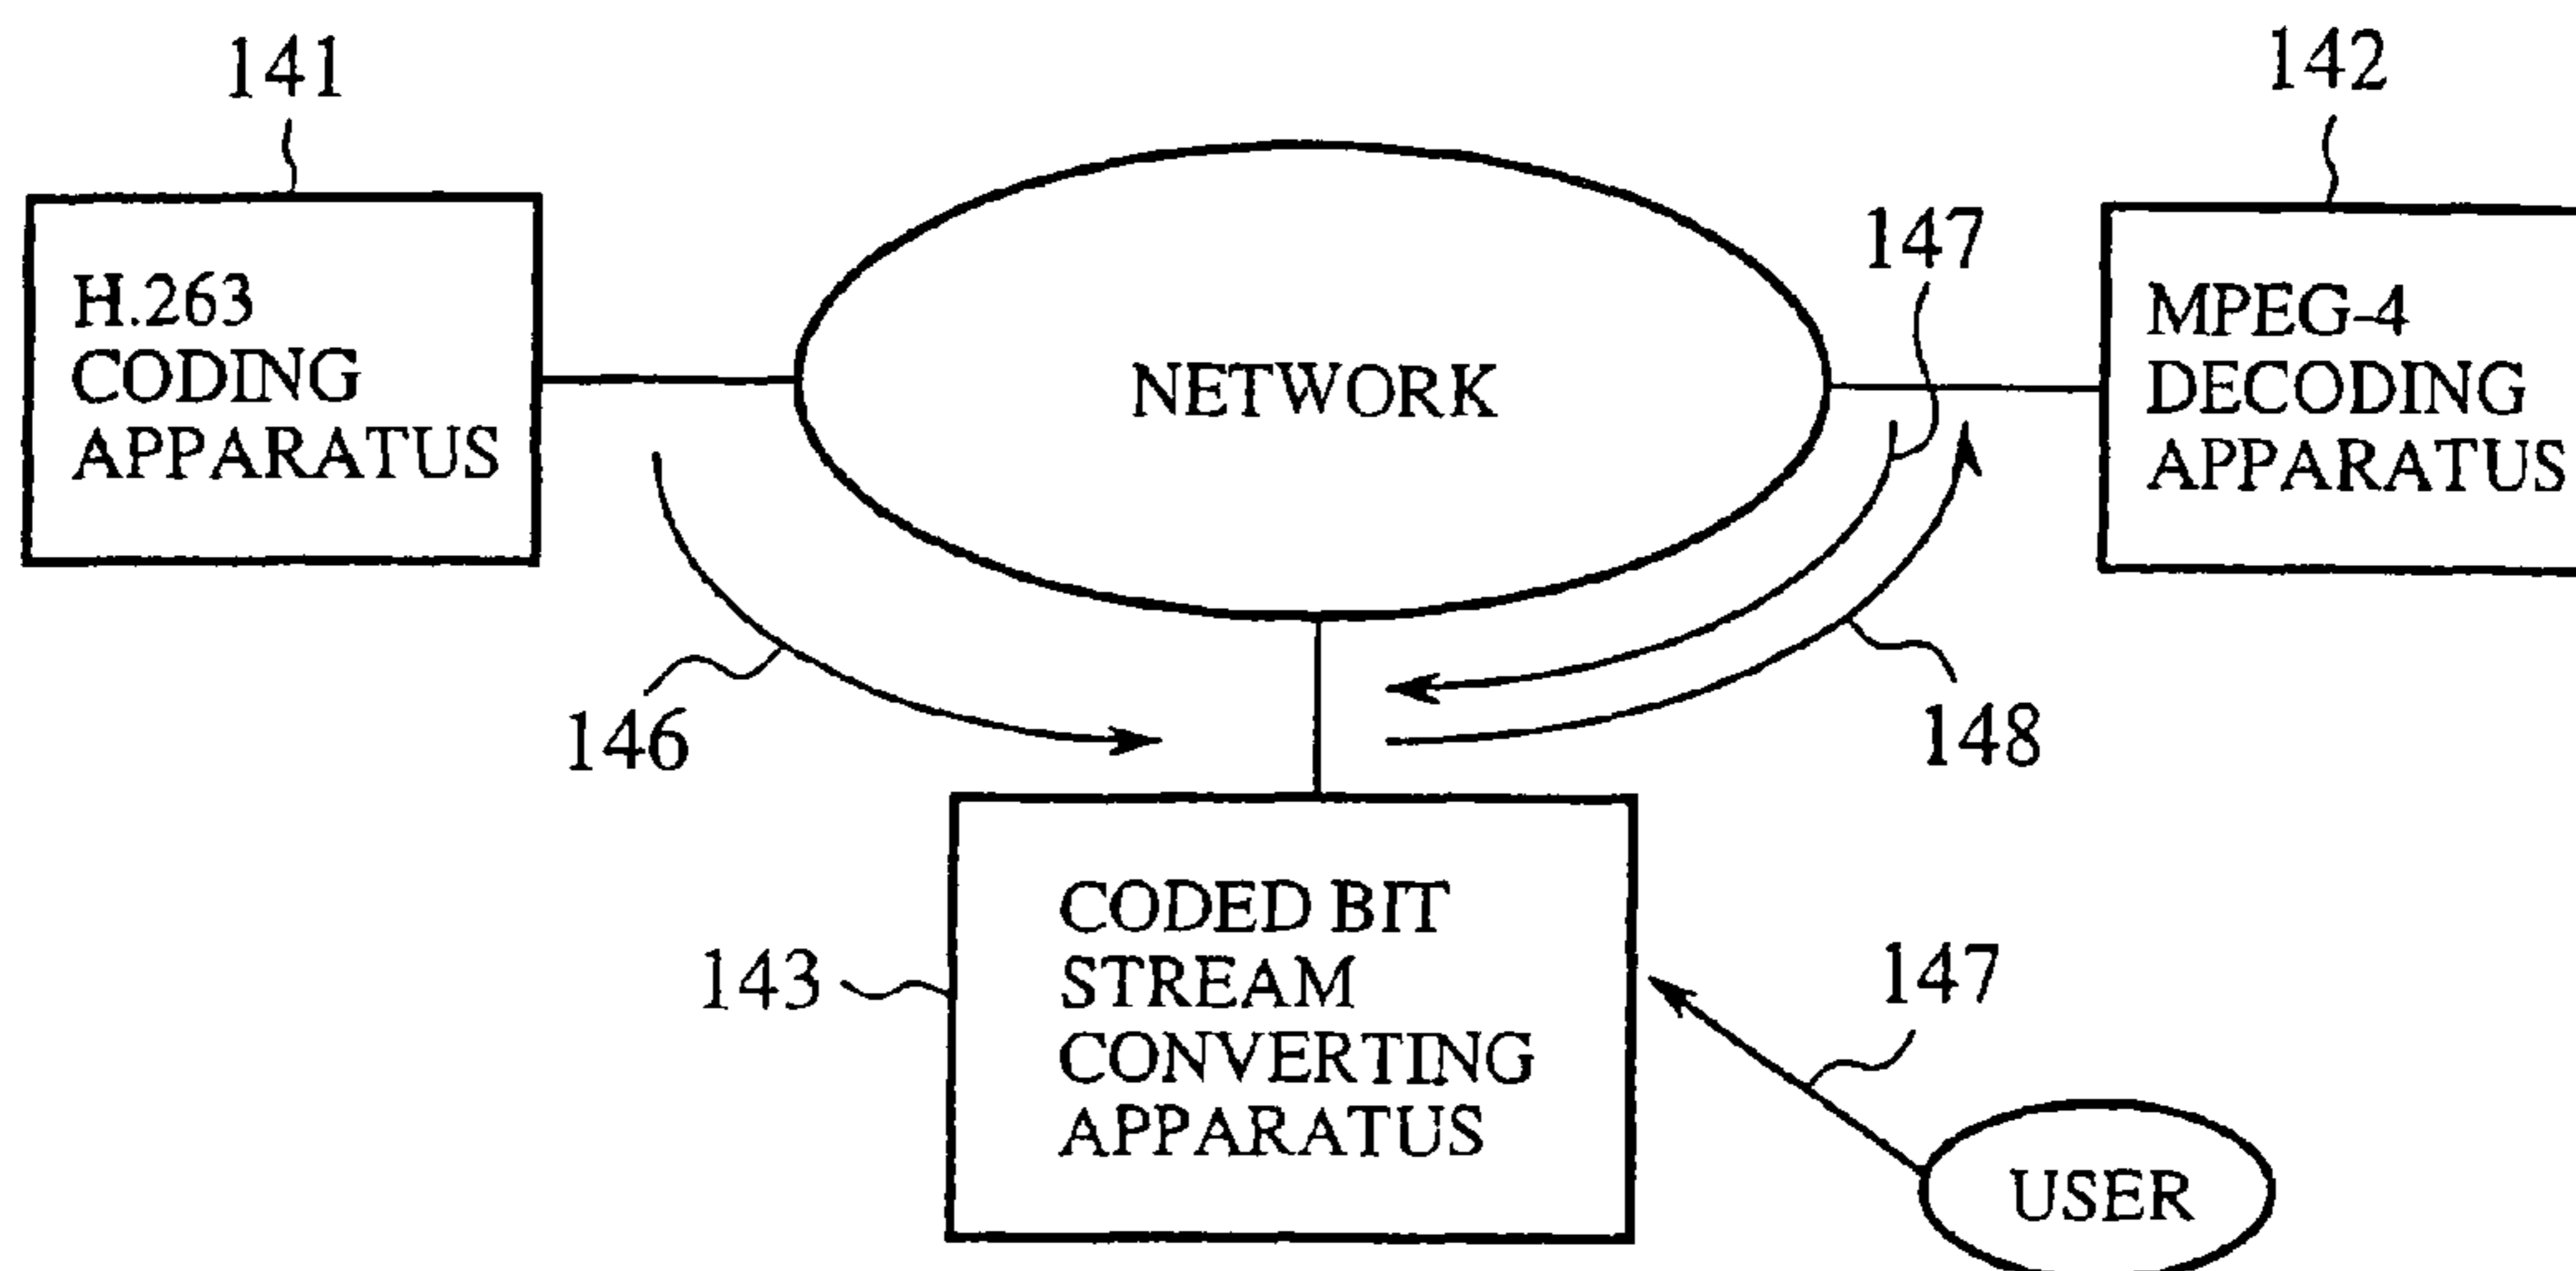 141
142
147
H.263
CODING
APPARATUS
NETWORK
MPEG-4
DECODING
APPARATUS
146
148
143
CODED BIT
STREAM
CONVERTING
APPARATUS
147
USER